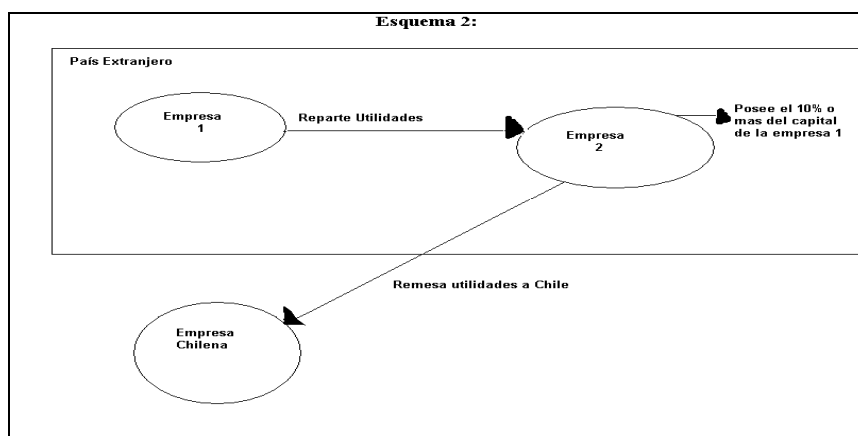 Esquema 2:
País Extranjero
Empresa
1
Reparte Utilidades
Empresa
2
Posee el 10% o
mas del capital
de la empresa 1
Remesa utilidades a Chile
Empresa
Chilena